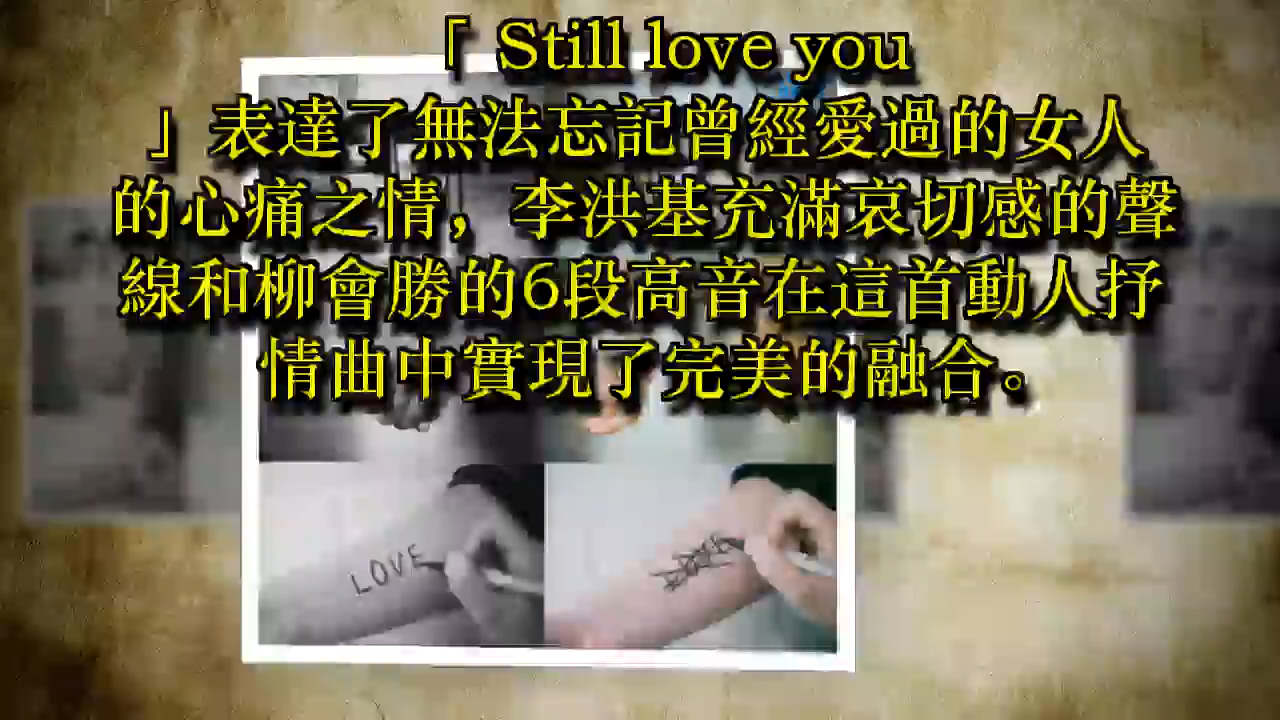 「 Still love you
」表達了無法忘記曾經愛過的女人
的心痛之情，李洪基充滿哀切感的聲
線和柳會勝的6段高音在這首動人抒
情曲中實現了完美的融合。
LOVE